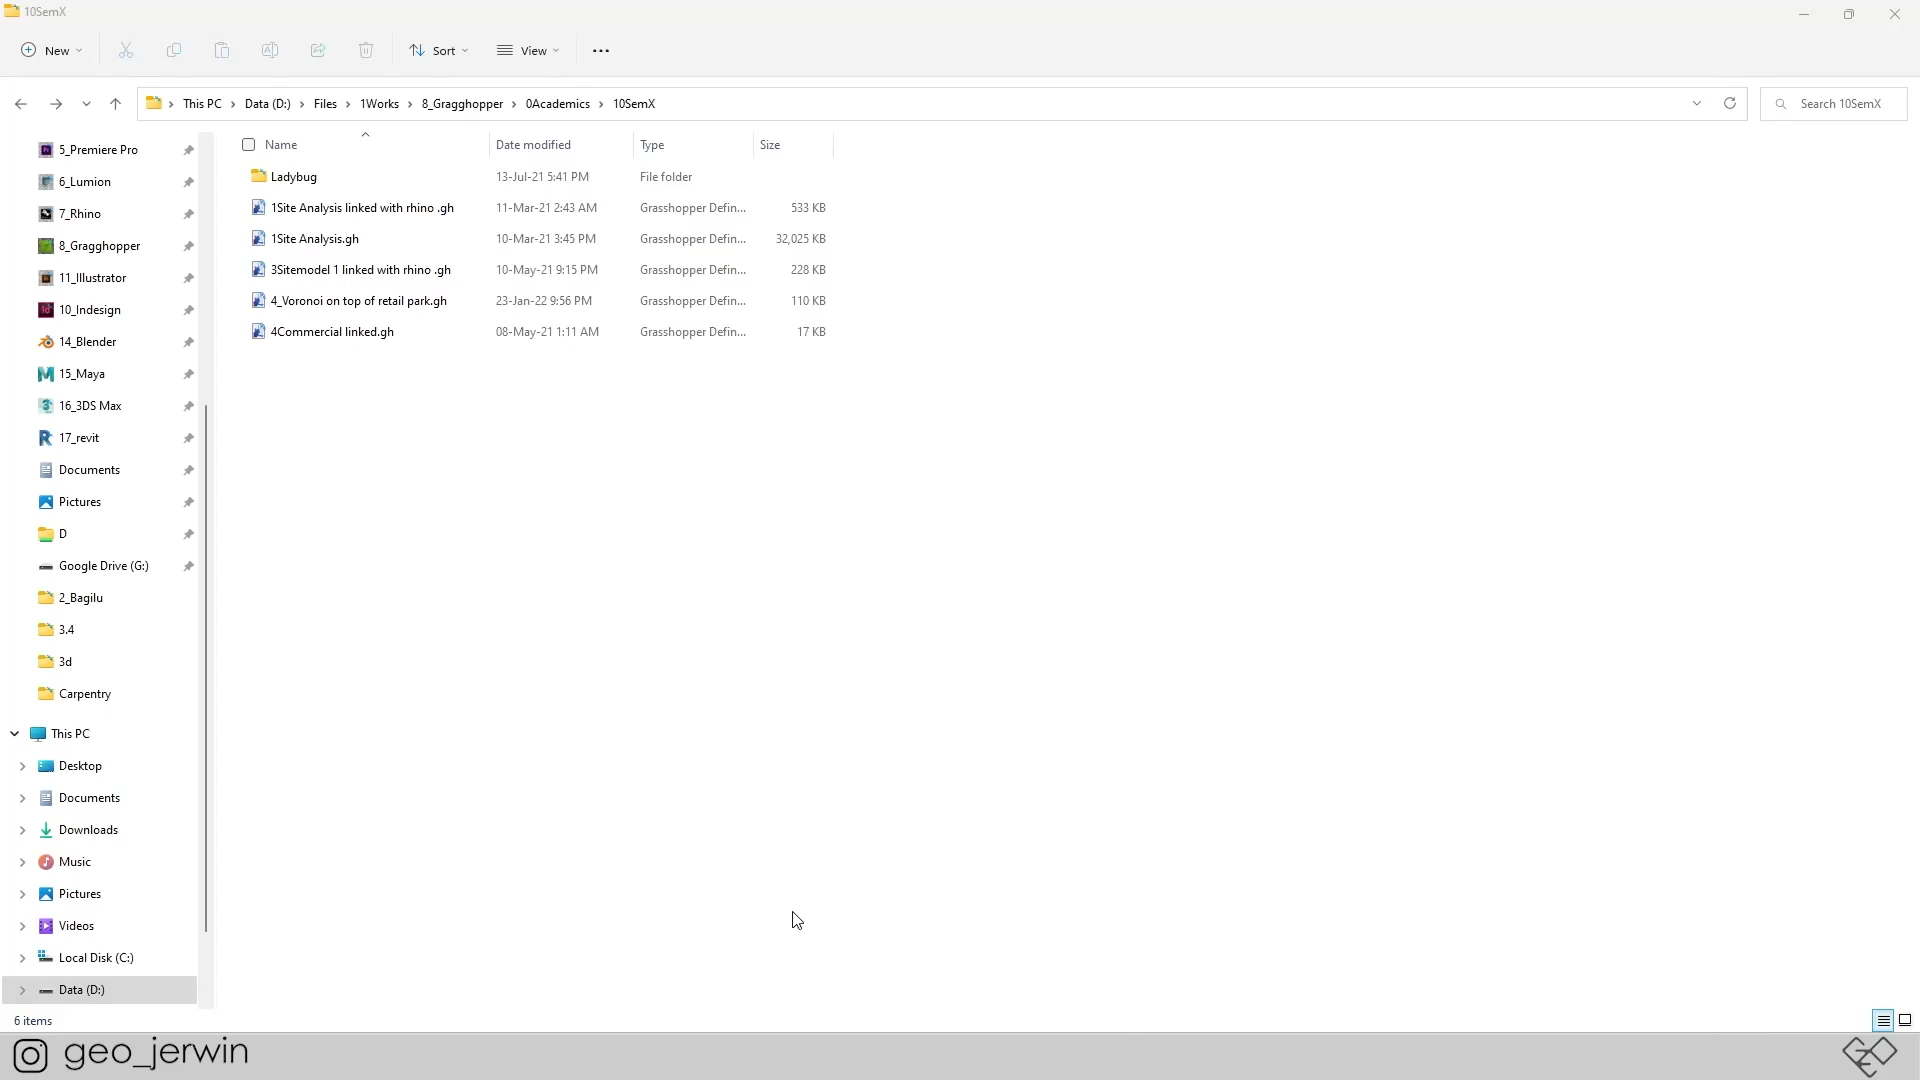 10SemX
New
Sort
View
This PC > Data (D:) > Files > 1Works > 8_Gragghopper > 0Academics > 10SemX
Search 10SemX
Name Date modified Type Size
Ladybug 13-Jul-21 5:41 PM File folder
1Site Analysis linked with rhino .gh 11-Mar-21 2:43 AM Grasshopper Defin... 533 KB
1Site Analysis.gh 10-Mar-21 3:45 PM Grasshopper Defin... 32,025 KB
3Sitemodel 1 linked with rhino .gh 10-May-21 9:15 PM Grasshopper Defin... 228 KB
4_Voronoi on top of retail park.gh 23-Jan-22 9:56 PM Grasshopper Defin... 110 KB
4Commercial linked.gh 08-May-21 1:11 AM Grasshopper Defin... 17 KB
5_Premiere Pro
6_Lumion
7_Rhino
8_Gragghopper
11_Illustrator
10_Indesign
14_Blender
15_Maya
16_3DS Max
17_revit
Documents
Pictures
D
Google Drive (G:)
2_Bagilu
3.4
3d
Carpentry
This PC
Desktop
Documents
Downloads
Music
Pictures
Videos
Local Disk (C:)
Data (D:)
6 items
geo_jerwin